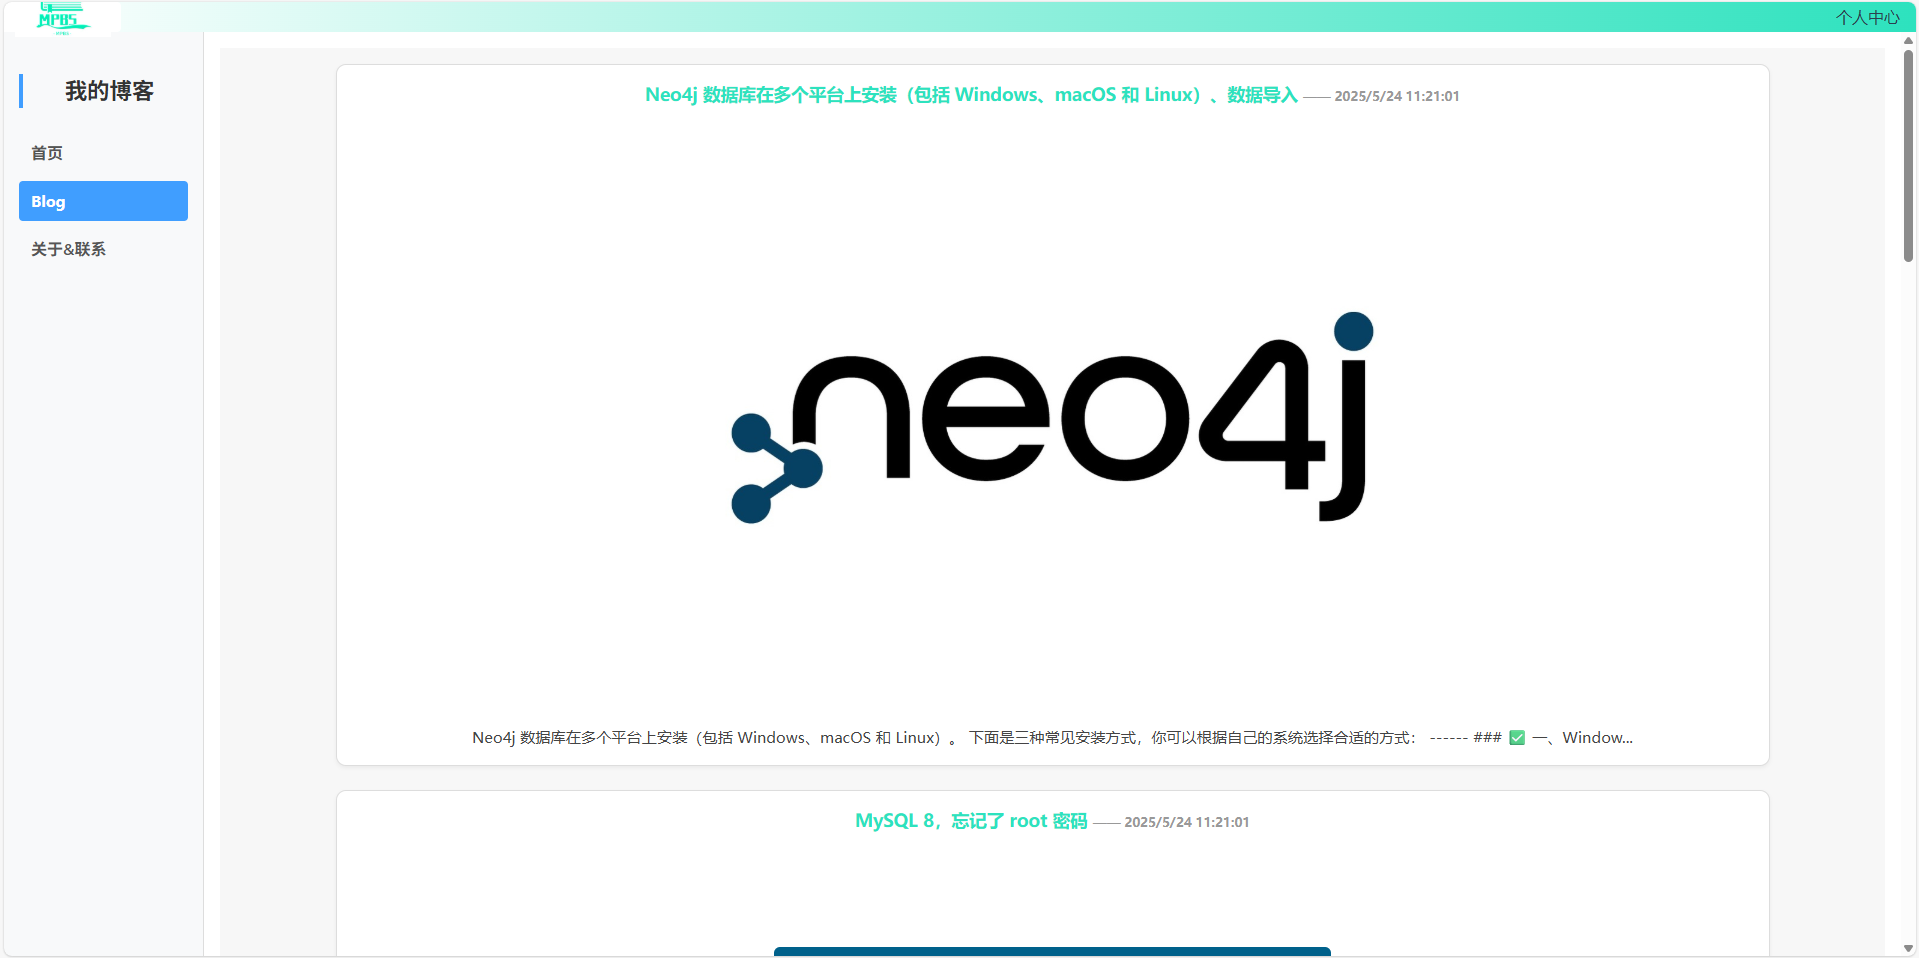 MPBS
个人中心
我的博客
首页
Blog
关于&联系
Neo4j 数据库在多个平台上安装（包括 Windows、macOS 和 Linux）、数据导入 —— 2025/5/24 11:21:01
neo4j
Neo4j 数据库在多个平台上安装（包括 Windows、macOS 和 Linux）。 下面是三种常见安装方式，你可以根据自己的系统选择合适的方式： ------ ### ✅ 一、Window...
MySQL 8，忘记了 root 密码 —— 2025/5/24 11:21:01